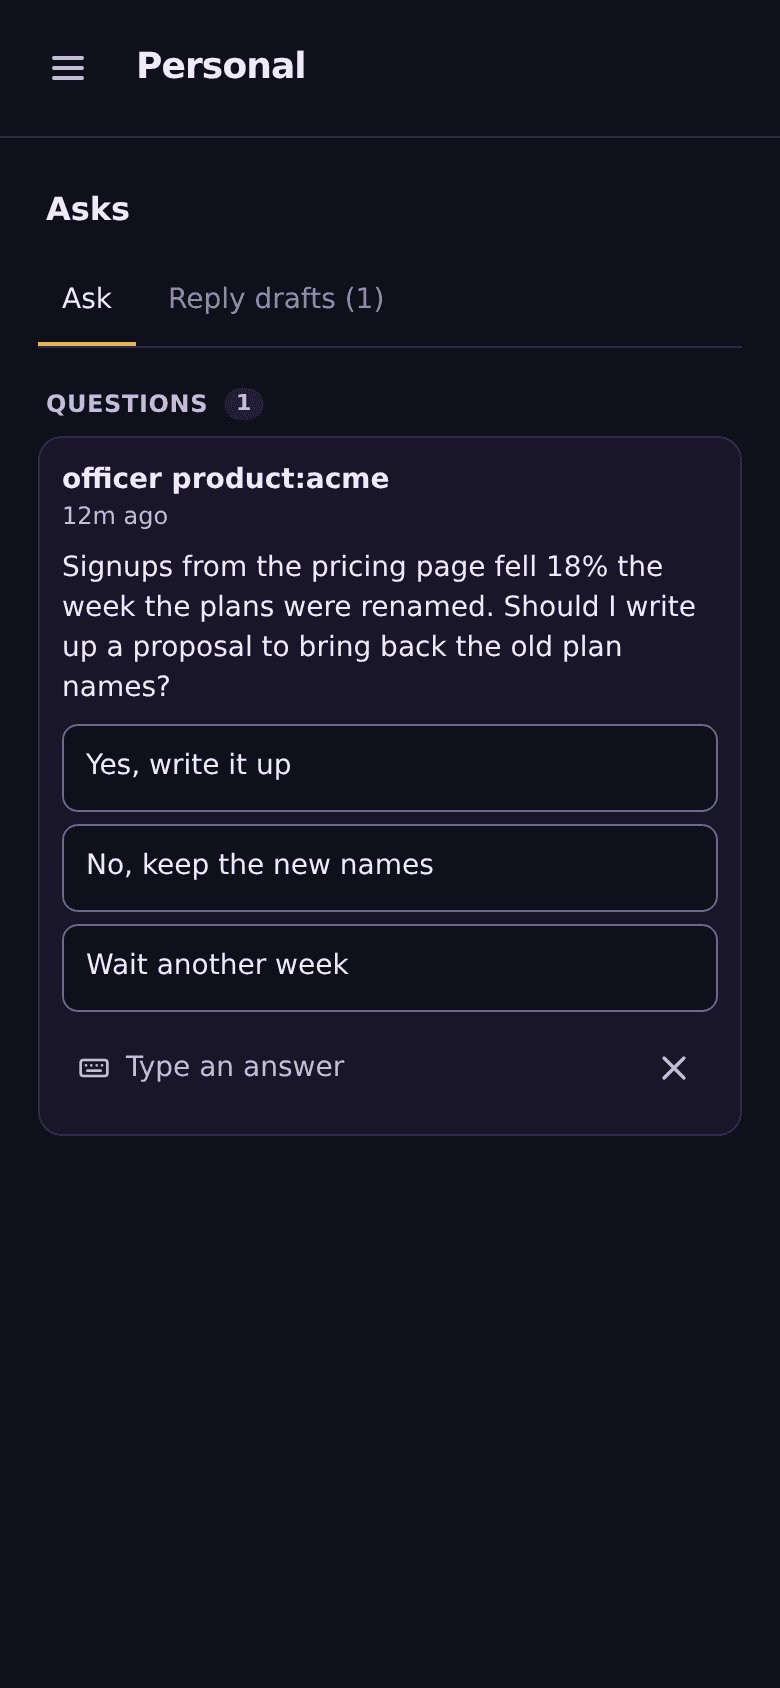 Personal
Asks
Ask
Reply drafts (1)
QUESTIONS 1
officer product:acme
12m ago
Signups from the pricing page fell 18% the
week the plans were renamed. Should I write
up a proposal to bring back the old plan
names?
Yes, write it up
No, keep the new names
Wait another week
Type an answer